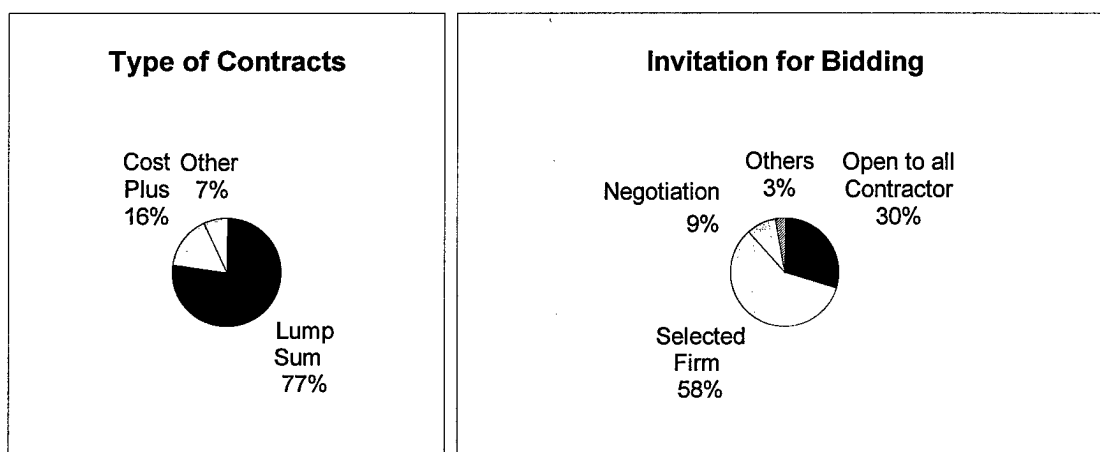 Type of Contracts
Cost
Plus
16%
Other
7%
Lump
Sum
77%
Invitation for Bidding
Negotiation
9%
Others
3%
Open to all
Contractor
30%
Selected
Firm
58%